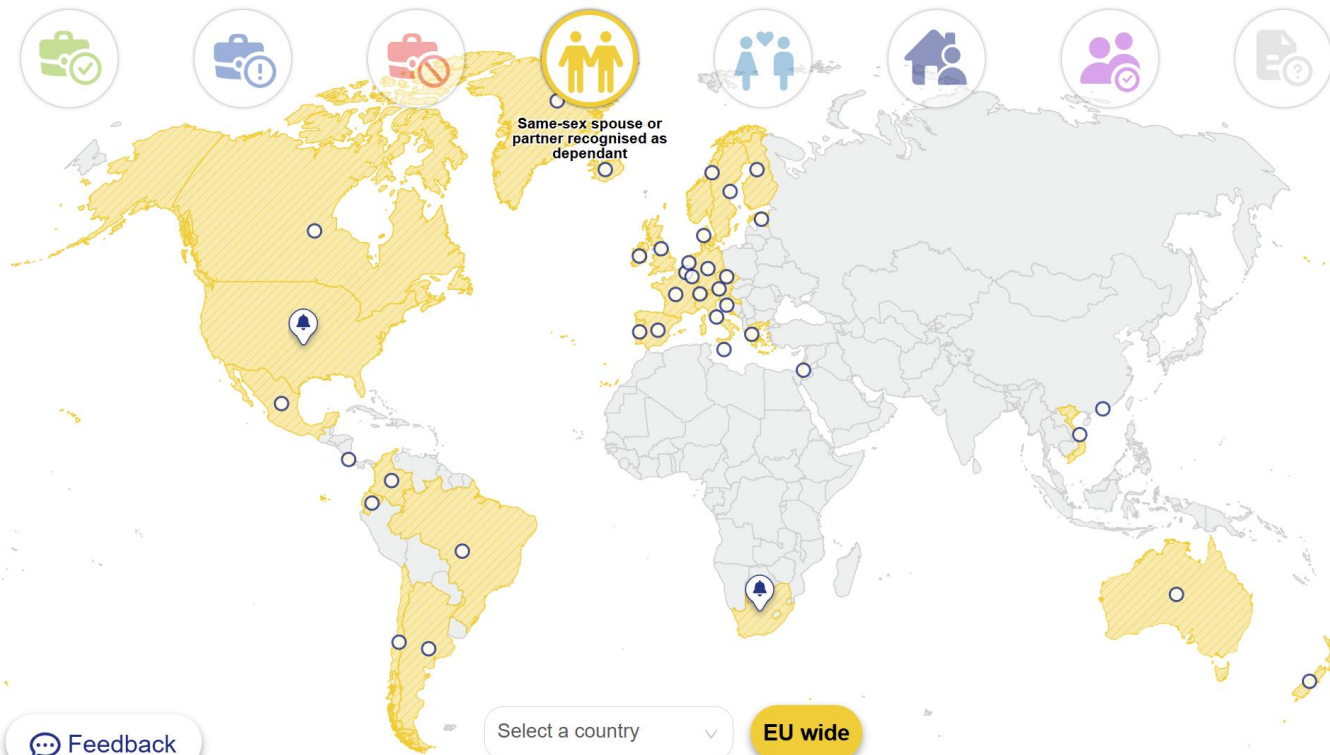 Same-sex spouse or
partner recognised as
dependant
Feedback
Select a country
EU wide